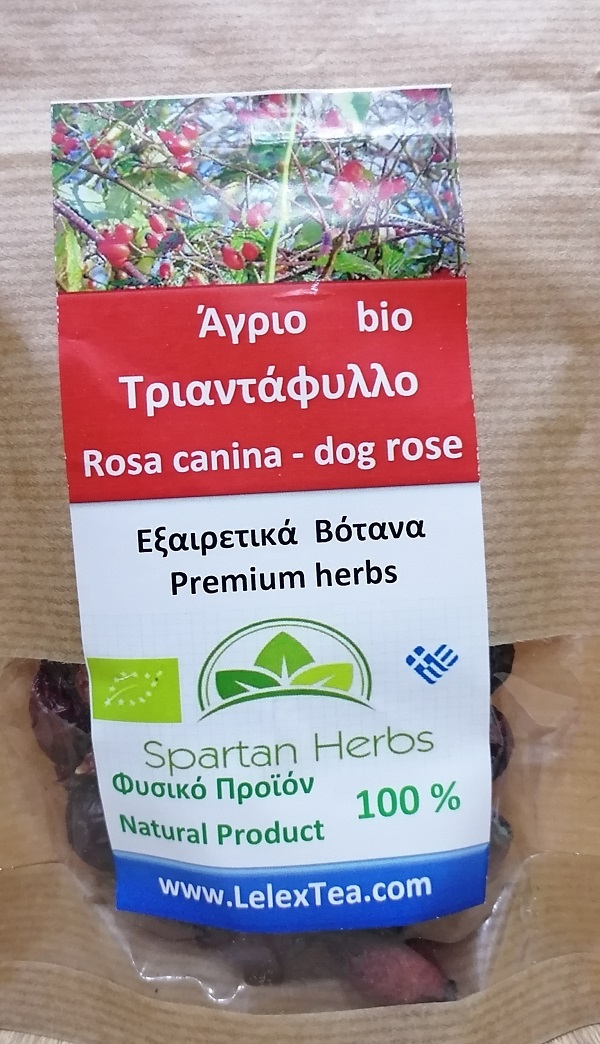 Άγριο bio
Τριαντάφυλλο
Rosa canina - dog rose
Εξαιρετικά Βότανα
Premium herbs
Spartan Herbs
Φυσικό Προϊόν
100 %
Natural Product
www.LelexTea.com